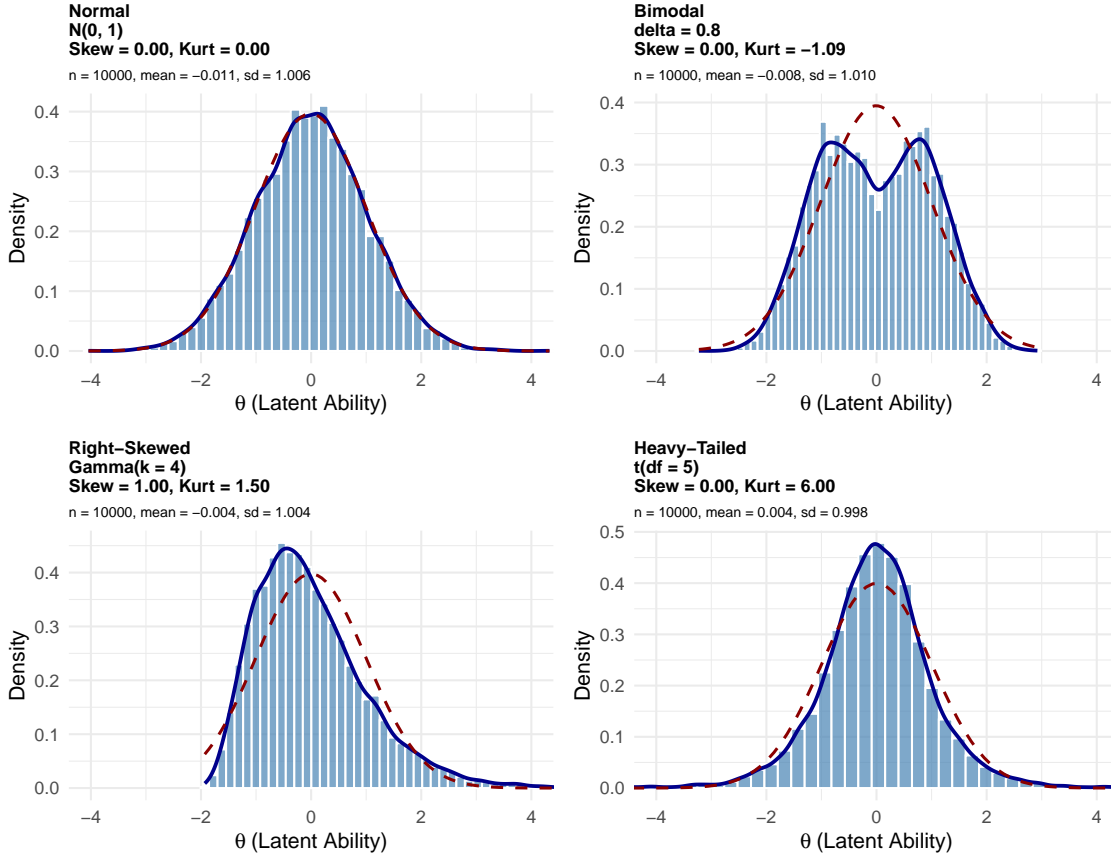 Normal
N(0, 1)
Skew = 0.00, Kurt = 0.00
n = 10000, mean = −0.011, sd = 1.006
0.4
0.3
0.2
0.1
0.0
Density
−4 −2 0 2 4
θ (Latent Ability)
Bimodal
delta = 0.8
Skew = 0.00, Kurt = −1.09
n = 10000, mean = −0.008, sd = 1.010
0.4
0.3
0.2
0.1
0.0
Density
−4 −2 0 2 4
θ (Latent Ability)
Right−Skewed
Gamma(k = 4)
Skew = 1.00, Kurt = 1.50
n = 10000, mean = −0.004, sd = 1.004
0.4
0.3
0.2
0.1
0.0
Density
−4 −2 0 2 4
θ (Latent Ability)
Heavy−Tailed
t(df = 5)
Skew = 0.00, Kurt = 6.00
n = 10000, mean = 0.004, sd = 0.998
0.5
0.4
0.3
0.2
0.1
0.0
Density
−4 −2 0 2 4
θ (Latent Ability)